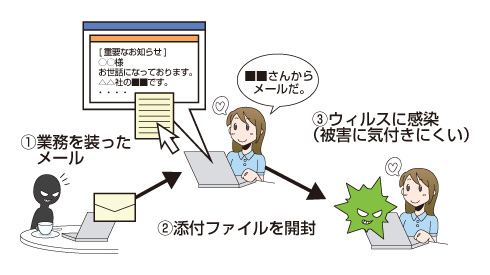 [重要なお知らせ]
○○様
お世話になっております。
△△社の■■です。
・・・・
■■さんから
メールだ。
①業務を装った
メール
②添付ファイルを開封
③ウィルスに感染
(被害に気付きにくい)